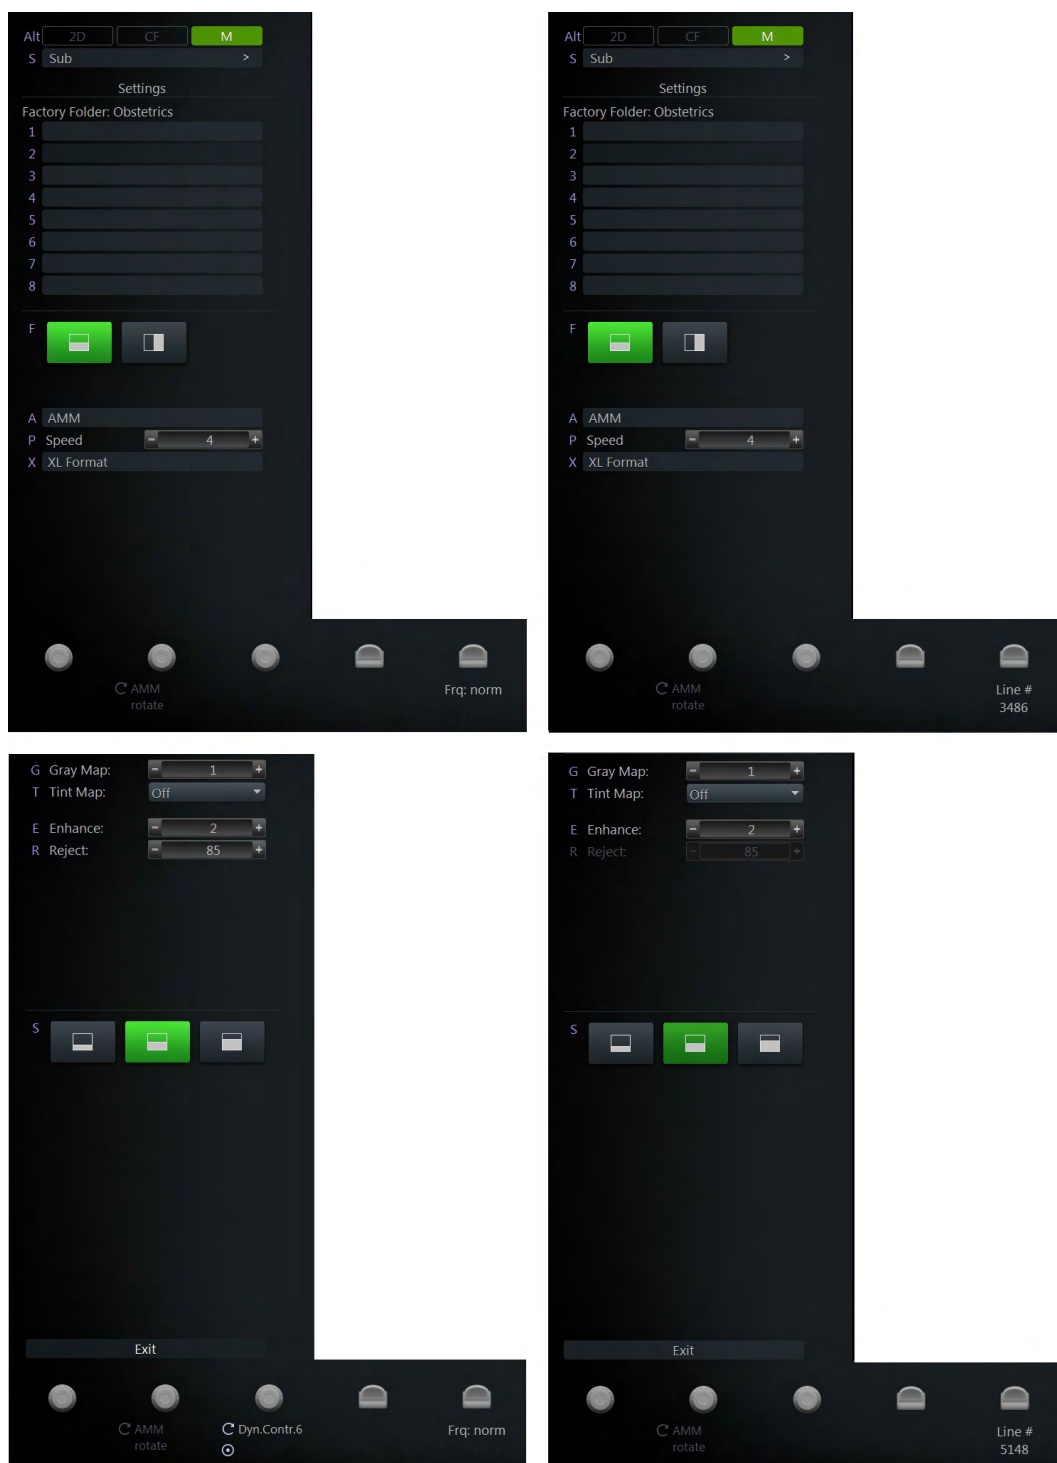 Alt 2D CF M
S Sub >
Settings
Factory Folder: Obstetrics
1
2
3
4
5
6
7
8
F
A AMM
P Speed - 4 +
X XL Format
AMM
rotate
Frq: norm
Alt 2D CF M
S Sub >
Settings
Factory Folder: Obstetrics
1
2
3
4
5
6
7
8
F
A AMM
P Speed - 4 +
X XL Format
AMM
rotate
Line #
3486
G Gray Map: - 1 +
T Tint Map: Off
E Enhance: - 2 +
R Reject: - 85 +
S
Exit
AMM
rotate
Dyn.Contr.6
Frq: norm
G Gray Map: - 1 +
T Tint Map: Off
E Enhance: - 2 +
R Reject: - 85 +
S
Exit
AMM
rotate
Line #
5148